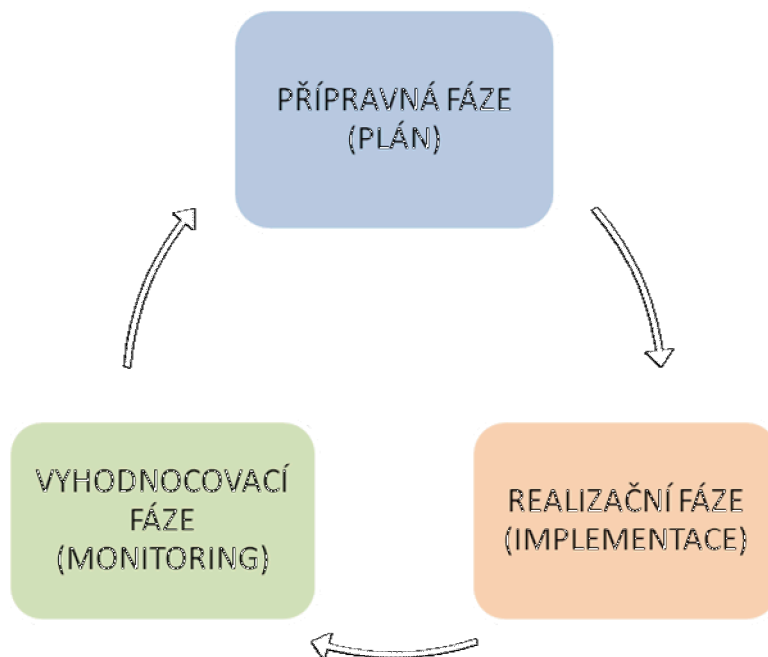 PŘÍPRAVNÁ FÁZE
(PLÁN)
VYHODNOCOVACÍ
FÁZE
(MONITORING)
REALIZAČNÍ FÁZE
(IMPLEMENTACE)